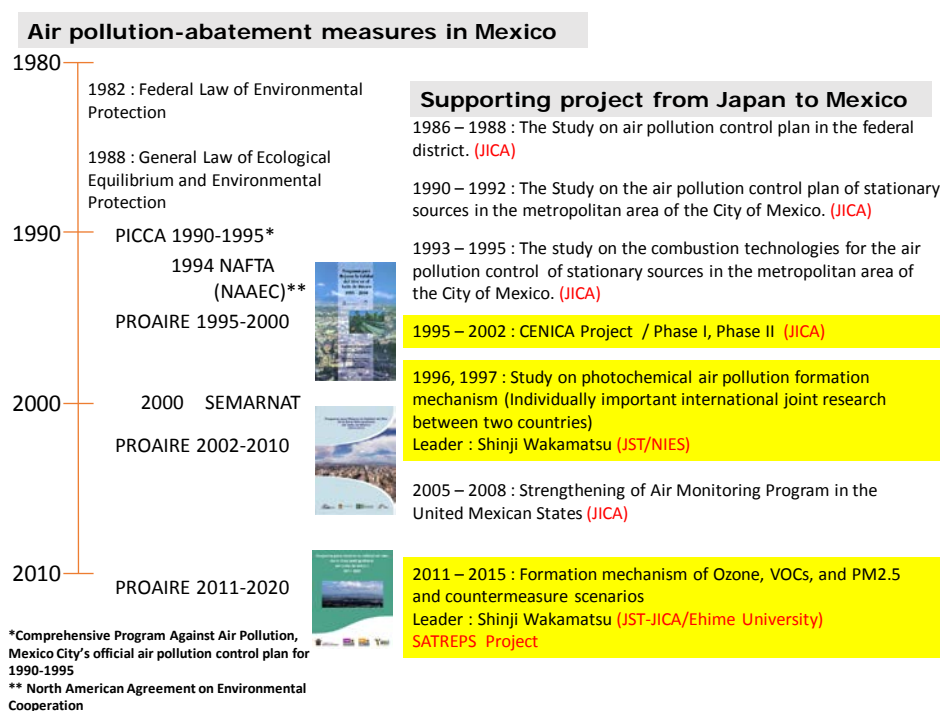 Air pollution-abatement measures in Mexico
1980
1982 : Federal Law of Environmental
Protection
1988 : General Law of Ecological
Equilibrium and Environmental
Protection
1990
PICCA 1990-1995*
1994 NAFTA
(NAAEC)**
PROAIRE 1995-2000
2000
2000 SEMARNAT
PROAIRE 2002-2010
2010
PROAIRE 2011-2020
*Comprehensive Program Against Air Pollution,
Mexico City's official air pollution control plan for
1990-1995
** North American Agreement on Environmental
Cooperation
Supporting project from Japan to Mexico
1986 – 1988 : The Study on air pollution control plan in the federal
district. (JICA)
1990 – 1992 : The Study on the air pollution control plan of stationary
sources in the metropolitan area of the City of Mexico. (JICA)
1993 – 1995 : The study on the combustion technologies for the air
pollution control of stationary sources in the metropolitan area of
the City of Mexico. (JICA)
1995 – 2002 : CENICA Project / Phase I, Phase II (JICA)
1996, 1997 : Study on photochemical air pollution formation
mechanism (Individually important international joint research
between two countries)
Leader : Shinji Wakamatsu (JST/NIES)
2005 – 2008 : Strengthening of Air Monitoring Program in the
United Mexican States (JICA)
2011 – 2015 : Formation mechanism of Ozone, VOCs, and PM2.5
and countermeasure scenarios
Leader : Shinji Wakamatsu (JST-JICA/Ehime University)
SATREPS Project